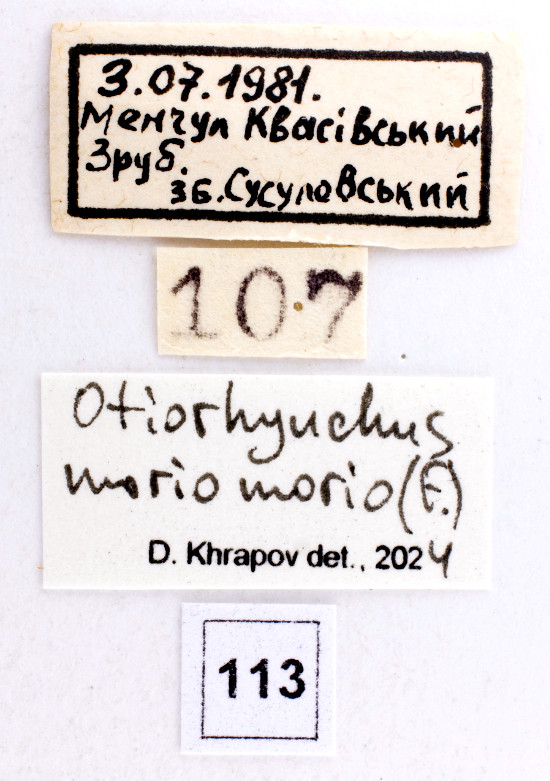 3.07.1981.
Менчул Квасівський
Зруб.
зб. Сусуловський
107
Otiorhynchus
morio morio (F.)
D. Khrapov det., 2024
113